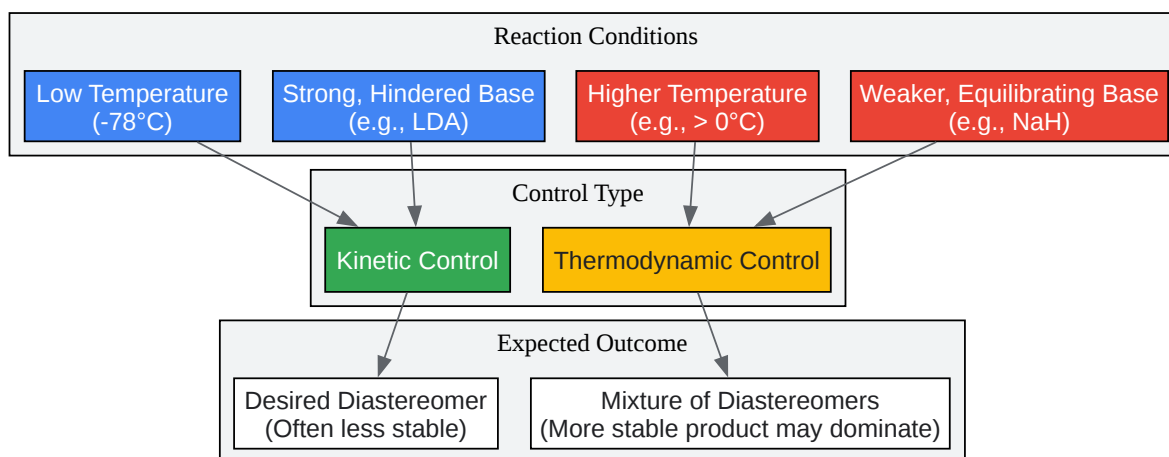 Reaction Conditions
Low Temperature
(-78°C)
Strong, Hindered Base
(e.g., LDA)
Higher Temperature
(e.g., > 0°C)
Weaker, Equilibrating Base
(e.g., NaH)
Control Type
Kinetic Control
Thermodynamic Control
Expected Outcome
Desired Diastereomer
(Often less stable)
Mixture of Diastereomers
(More stable product may dominate)